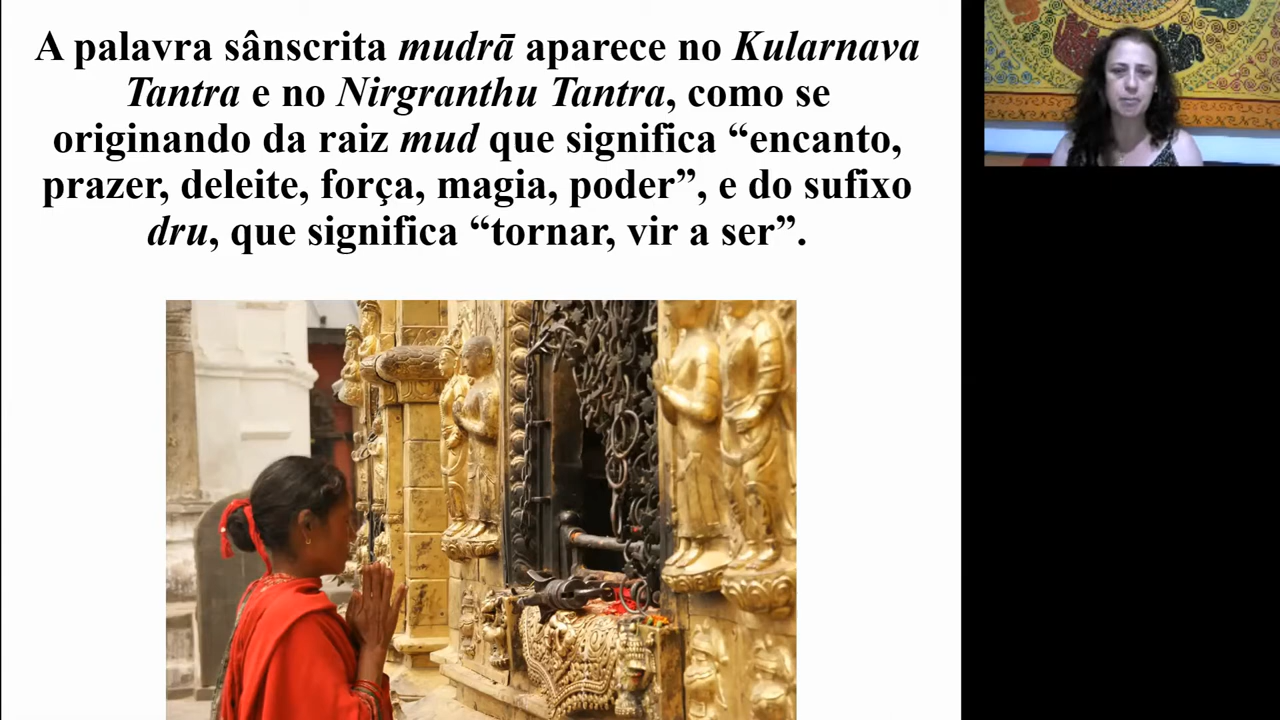 A palavra sânscrita mudrā aparece no Kularnava
Tantra e no Nirgranthu Tantra, como se
originando da raiz mud que significa “encanto,
prazer, deleite, força, magia, poder”, e do sufixo
dru, que significa “tornar, vir a ser”.